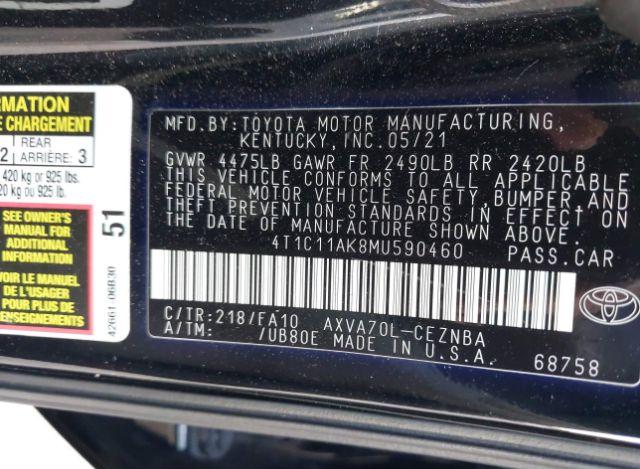 RMATION
E CHARGEMENT
REAR
2 ARRIÈRE: 3
420 kg or 925 lbs.
20 kg ou 925 lb.
SEE OWNER'S
MANUAL FOR
ADDITIONAL
INFORMATION
VOIR LE MANUEL
DE L'USAGER
POUR PLUS DE
RENSEIGNEMENTS
51
42661-06B30
MFD.BY:TOYOTA MOTOR MANUFACTURING,
KENTUCKY, INC.05/21
GVWR 4475LB GAWR FR 2490LB RR 2420LB
THIS VEHICLE CONFORMS TO ALL APPLICABLE
FEDERAL MOTOR VEHICLE SAFETY, BUMPER, AND
THEFT PREVENTION STANDARDS IN EFFECT ON
THE DATE OF MANUFACTURE SHOWN ABOVE.
4T1C11AK8MU590460 PASS.CAR
C/TR:218/FA10 AXVA70L-CEZNBA
A/TM: /UB80E MADE IN U.S.A.
68758